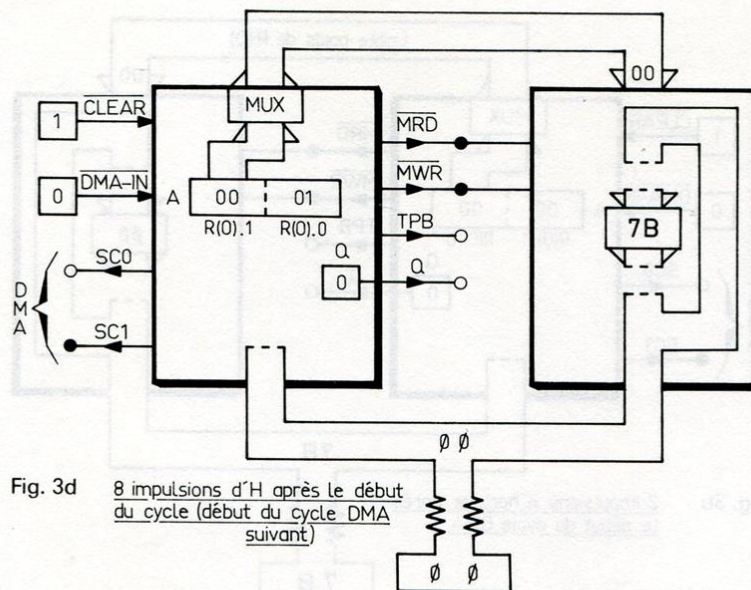 00
MUX
1
CLEAR
MRD
0
DMA-IN
A
00
01
MWR
7B
R(0).1
R(0).0
TPB
SC0
Q
0
Q
DMA
SC1
ø ø
Fig. 3d
8 impulsions d'H après le début
du cycle (début du cycle DMA
suivant)
ø ø